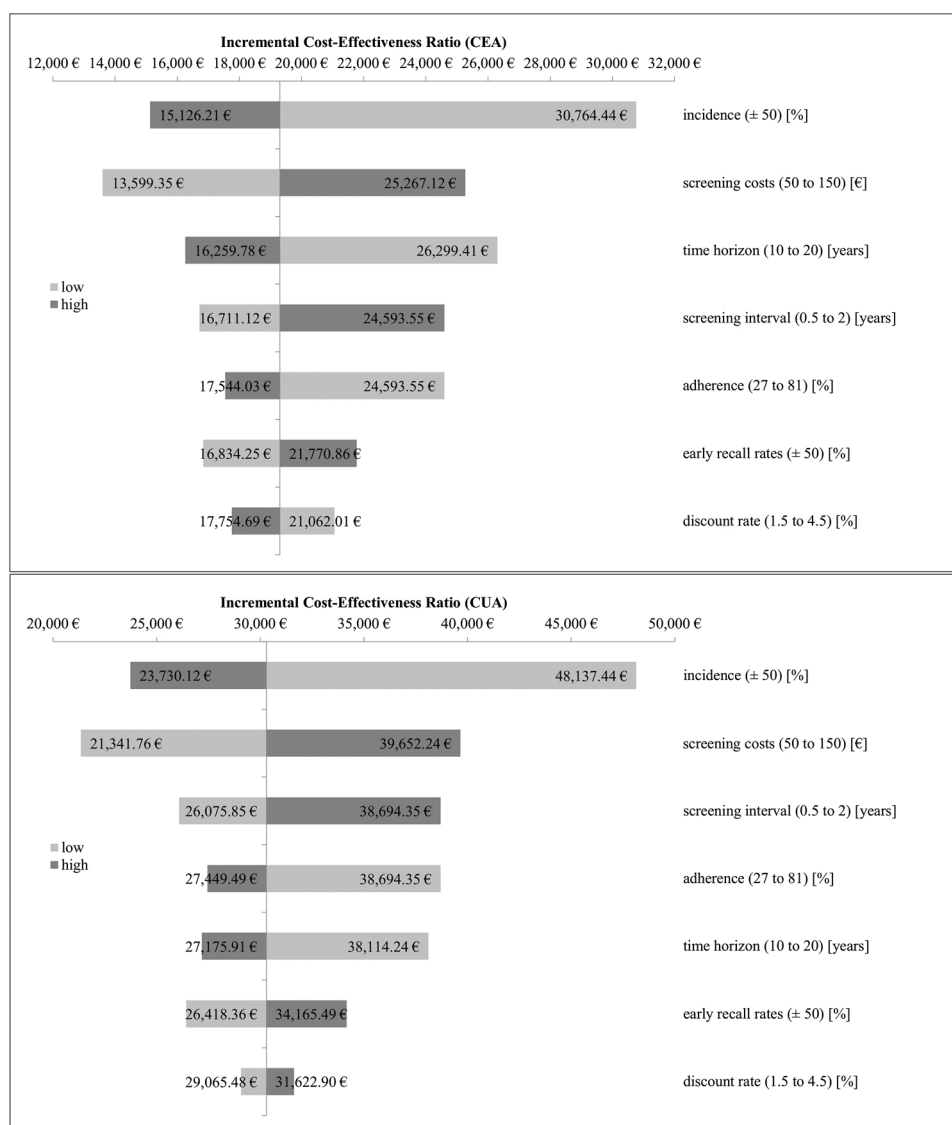 Incremental Cost-Effectiveness Ratio (CEA)
12,000 € 14,000 € 16,000 € 18,000 € 20,000 € 22,000 € 24,000 € 26,000 € 28,000 € 30,000 € 32,000 €
15,126.21 € 30,764.44 € incidence (± 50) [%]
13,599.35 € 25,267.12 € screening costs (50 to 150) [€]
16,259.78 € 26,299.41 € time horizon (10 to 20) [years]
low
high
16,711.12 € 24,593.55 € screening interval (0.5 to 2) [years]
17,544.03 € 24,593.55 € adherence (27 to 81) [%]
16,834.25 € 21,770.86 € early recall rates (± 50) [%]
17,754.69 € 21,062.01 € discount rate (1.5 to 4.5) [%]
Incremental Cost-Effectiveness Ratio (CUA)
20,000 € 25,000 € 30,000 € 35,000 € 40,000 € 45,000 € 50,000 €
23,730.12 € 48,137.44 € incidence (± 50) [%]
21,341.76 € 39,652.24 € screening costs (50 to 150) [€]
26,075.85 € 38,694.35 € screening interval (0.5 to 2) [years]
low
high
27,449.49 € 38,694.35 € adherence (27 to 81) [%]
27,175.91 € 38,114.24 € time horizon (10 to 20) [years]
26,418.36 € 34,165.49 € early recall rates (± 50) [%]
29,065.48 € 31,622.90 € discount rate (1.5 to 4.5) [%]